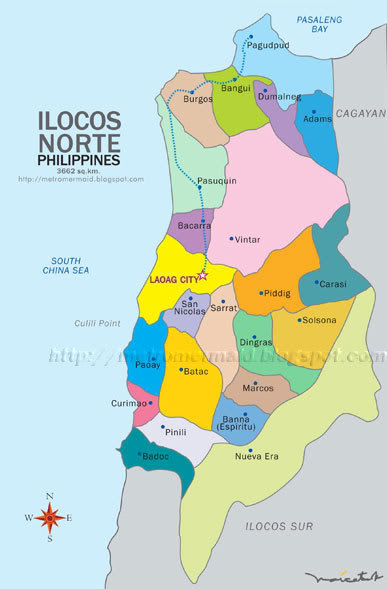 PASALENG
BAY
Pagudpud
Bangui
Dumalneg
Burgos
Adams
CAGAYAN
ILOCOS
NORTE
PHILIPPINES
3662 sq.km.
http://metromermaid.blogspot.com
Pasuquin
Bacarra
Vintar
SOUTH
CHINA SEA
LAOAG CITY
Piddig
Carasi
San
Nicolas
Sarrat
Culili Point
Solsona
Dingras
http://metromermaid.blogspot.com
Paoay
Batac
Marcos
Curimao
Banna
(Espiritu)
Pinili
Badoc
Nueva Era
N
W
E
S
ILOCOS SUR